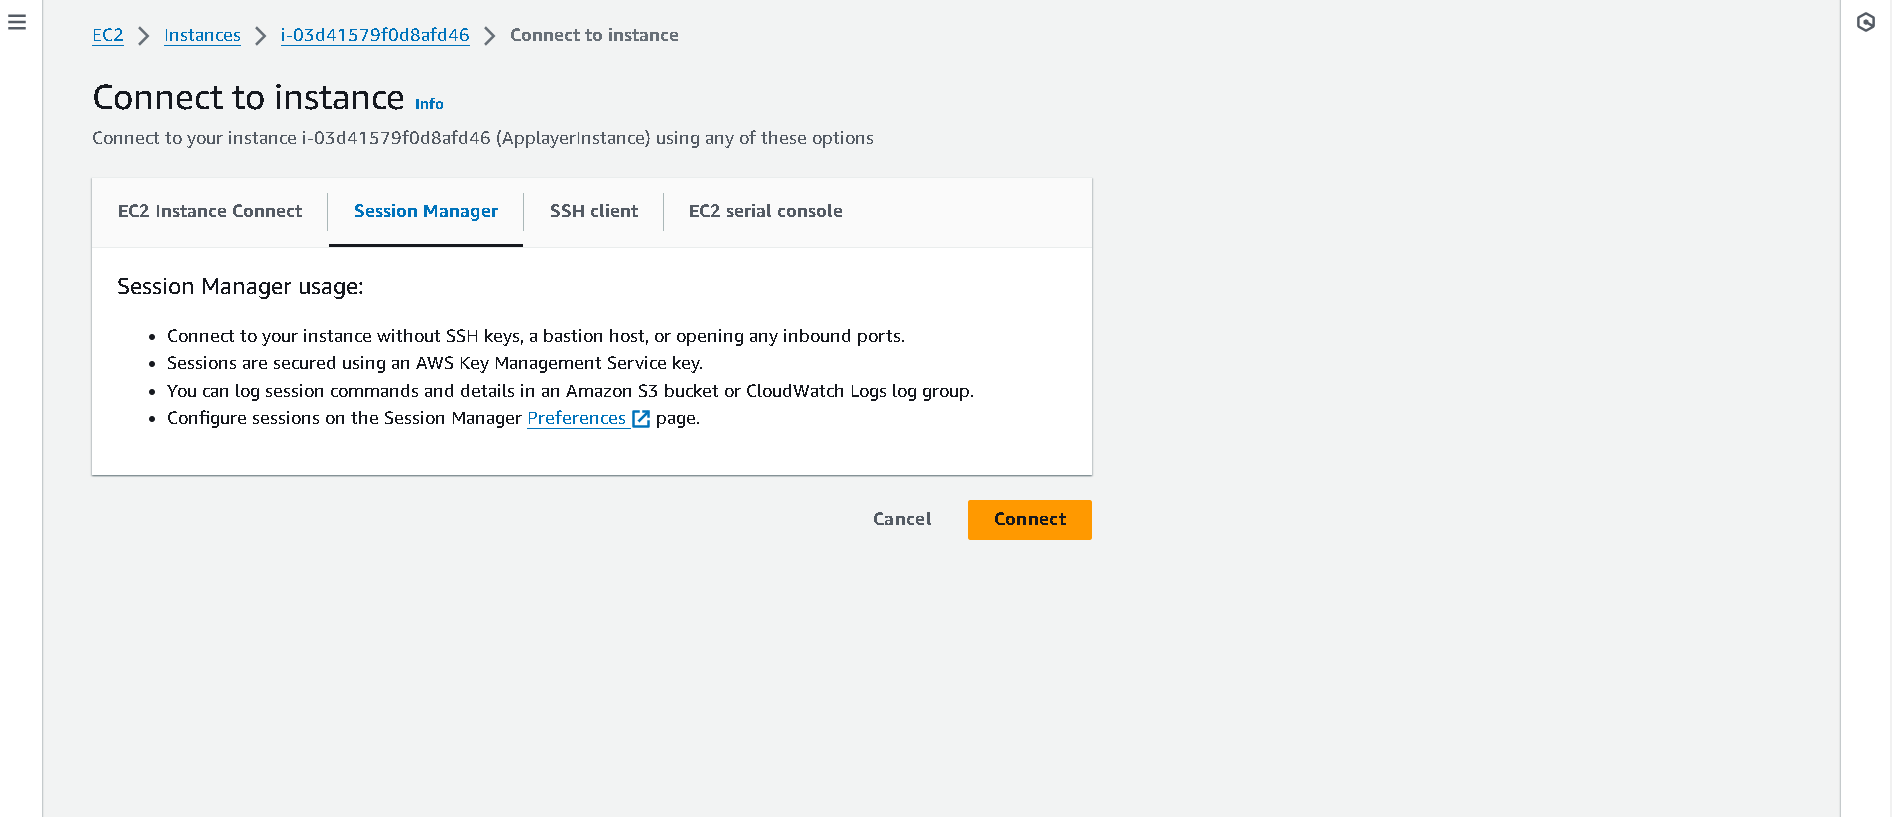 EC2 > Instances > i-03d41579f0d8afd46 > Connect to instance
Connect to instance Info
Connect to your instance i-03d41579f0d8afd46 (ApplayerInstance) using any of these options
EC2 Instance Connect
Session Manager
SSH client
EC2 serial console
Session Manager usage:
• Connect to your instance without SSH keys, a bastion host, or opening any inbound ports.
• Sessions are secured using an AWS Key Management Service key.
• You can log session commands and details in an Amazon S3 bucket or CloudWatch Logs log group.
• Configure sessions on the Session Manager Preferences page.
Cancel
Connect